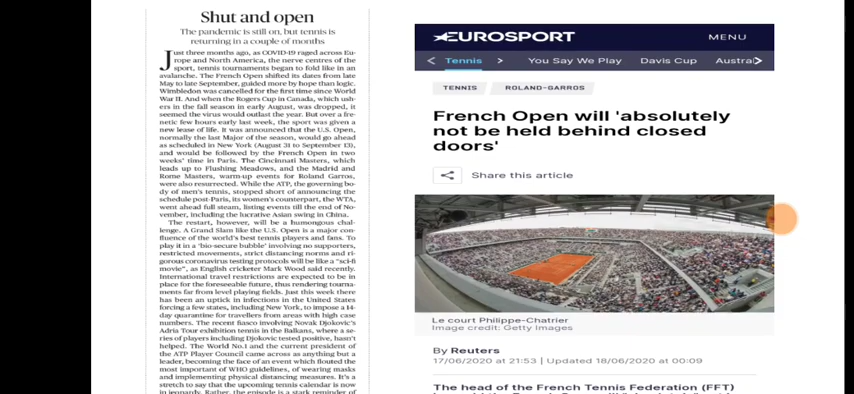 Shut and open
The pandemic is still on, but tennis is
returning in a couple of months
Just three months ago, as COVID-19 raged across Eu-
rope and North America, the nerve centres of the
sport, tennis tournaments began to fold like in an
avalanche. The French Open shifted its dates from late
May to late September, guided more by hope than logic.
Wimbledon was cancelled for the first time since World
War II. And when the Rogers Cup in Canada, which ush-
ers in the fall season in early August, was dropped, it
seemed the virus would outlast the year. But over a fre-
netic few hours early last week, the sport was given a
new lease of life. It was announced that the U.S. Open,
normally the last Major of the season, would go ahead
as scheduled in New York (August 31 to September 13),
and would be followed by the French Open in two
weeks' time in Paris. The Cincinnati Masters, which
leads up to Flushing Meadows, and the Madrid and
Rome Masters, warm-up events for Roland Garros,
were also resurrected. While the ATP, the governing bo-
dy of men's tennis, stopped short of announcing the
schedule post-Paris, its women's counterpart, the WTA,
went ahead full steam, listing events till the end of No-
vember, including the lucrative Asian swing in China.
The restart, however, will be a humongous chal-
lenge. A Grand Slam like the U.S. Open is a major con-
fluence of the world's best tennis players and fans. To
play it in a 'bio-secure bubble' involving no supporters,
restricted movements, strict distancing norms and ri-
gorous coronavirus testing protocols will be like a "sci-fi
movie", as English cricketer Mark Wood said recently.
International travel restrictions are expected to be in
place for the foreseeable future, thus rendering tourna-
ments far from level playing fields. Just this week there
has been an uptick in infections in the United States
forcing a few states, including New York, to impose a 14-
day quarantine for travellers from areas with high case
numbers. The recent fiasco involving Novak Djokovic's
Adria Tour exhibition tennis in the Balkans, where a se-
ries of players including Djokovic tested positive, hasn't
helped. The World No.1 and the current president of
the ATP Player Council came across as anything but a
leader, becoming the face of an event which flouted the
most important of WHO guidelines, of wearing masks
and implementing physical distancing measures. It's a
stretch to say that the upcoming tennis calendar is now
in jeopardy. Rather, the episode is a stark reminder of
EUROSPORT MENU
< Tennis > You Say We Play Davis Cup Austral >
TENNIS ROLAND-GARROS
French Open will 'absolutely
not be held behind closed
doors'
Share this article
Le court Philippe-Chatrier
Image credit: Getty Images
By Reuters
17/06/2020 at 21:53 | Updated 18/06/2020 at 00:09
The head of the French Tennis Federation (FFT)